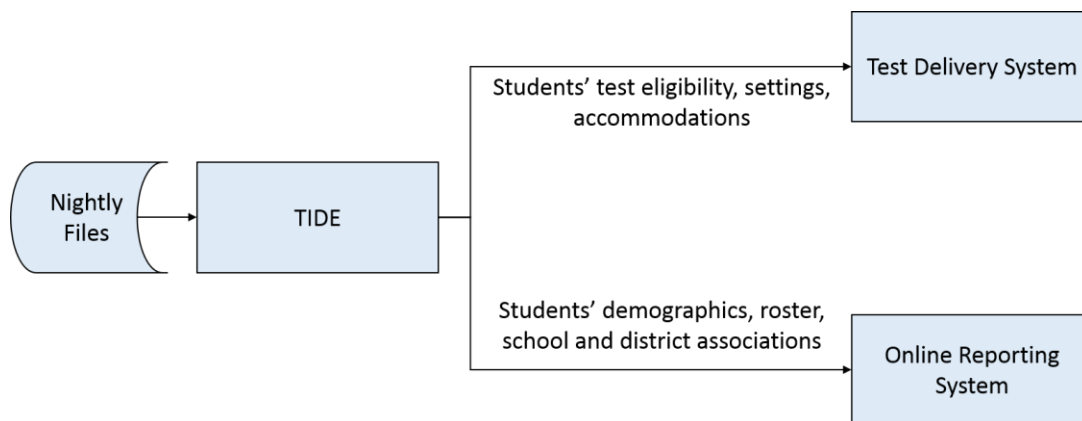 Test Delivery System
Students’ test eligibility, settings,
accommodations
Nightly
Files
TIDE
Students’ demographics, roster,
school and district associations
Online Reporting
System